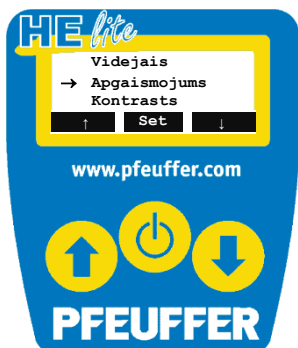 HE lite
Videjais
→ Apgaismojums
Kontrasts
↑ Set ↓
www.pfeuffer.com
PFEUFFER